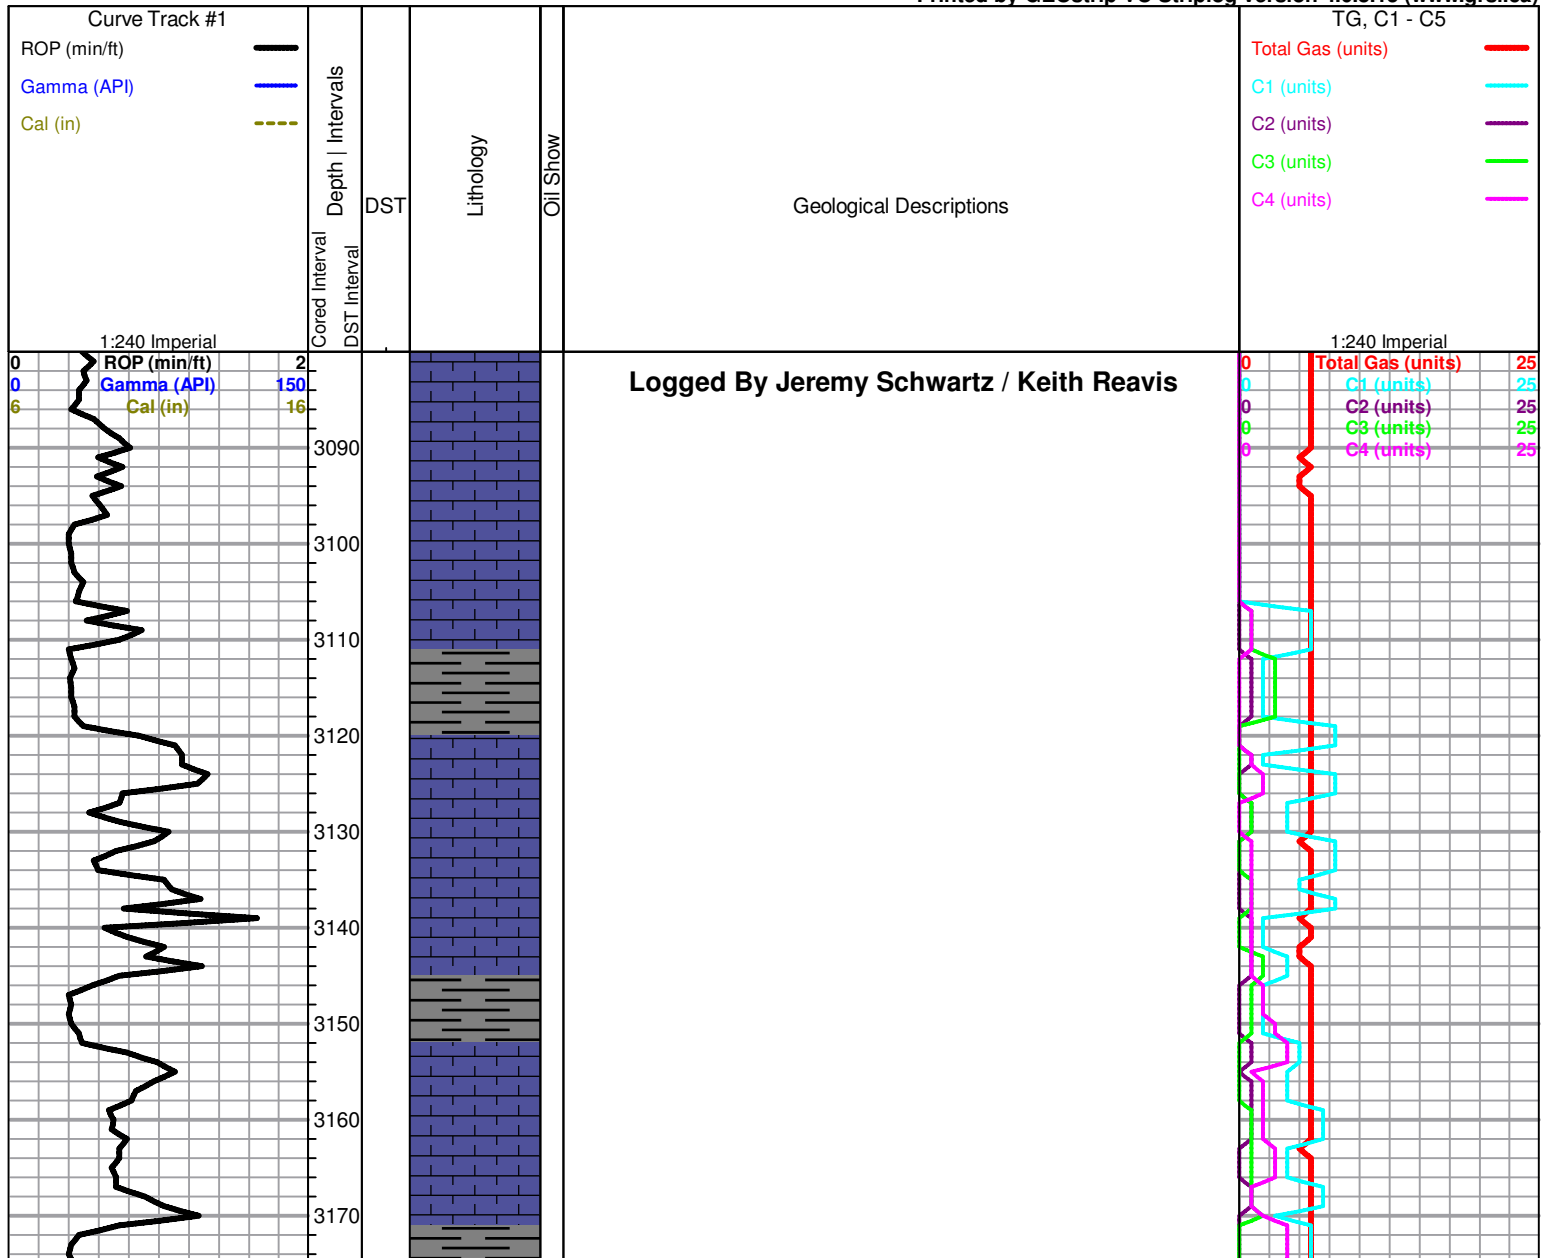 Curve Track #1
ROP (min/ft)
Gamma (API)
Cal (in)
1:240 Imperial
Cored Interval
Depth | Intervals
DST Interval
DST
Lithology
Oil Show
Geological Descriptions
TG, C1 - C5
Total Gas (units)
C1 (units)
C2 (units)
C3 (units)
C4 (units)
1:240 Imperial
0 ROP (min/ft) 2
0 Gamma (API) 150
6 Cal (in) 16
Logged By Jeremy Schwartz / Keith Reavis
0 Total Gas (units) 25
0 C1 (units) 25
0 C2 (units) 25
0 C3 (units) 25
0 C4 (units) 25
3090
3100
3110
3120
3130
3140
3150
3160
3170